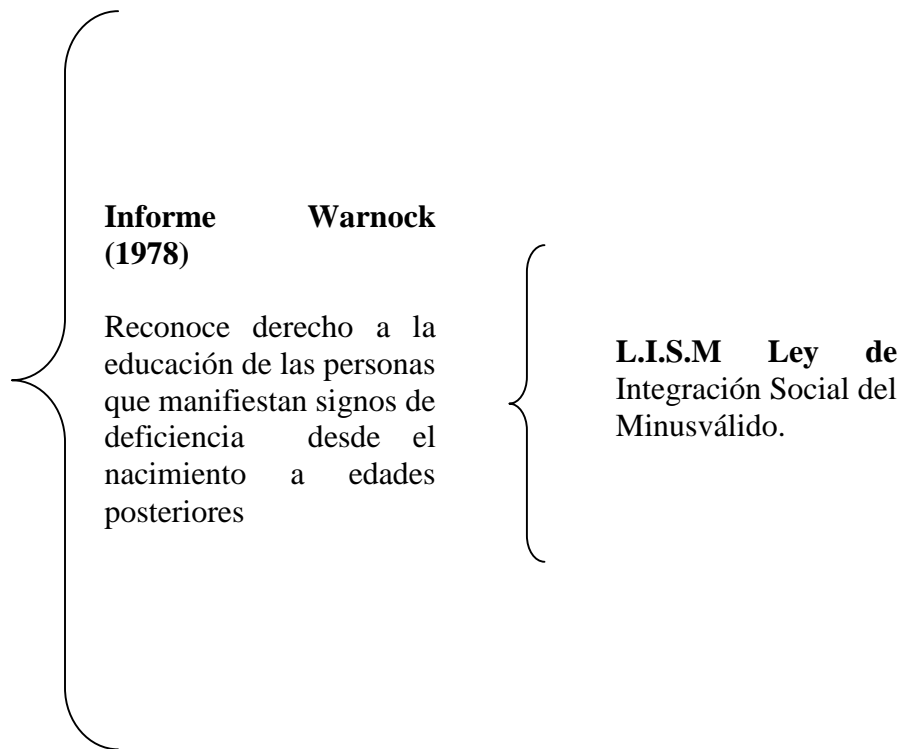 Informe Warnock
(1978)
Reconoce derecho a la
educación de las personas
que manifiestan signos de
deficiencia desde el
nacimiento a edades
posteriores
L.I.S.M Ley de
Integración Social del
Minusválido.